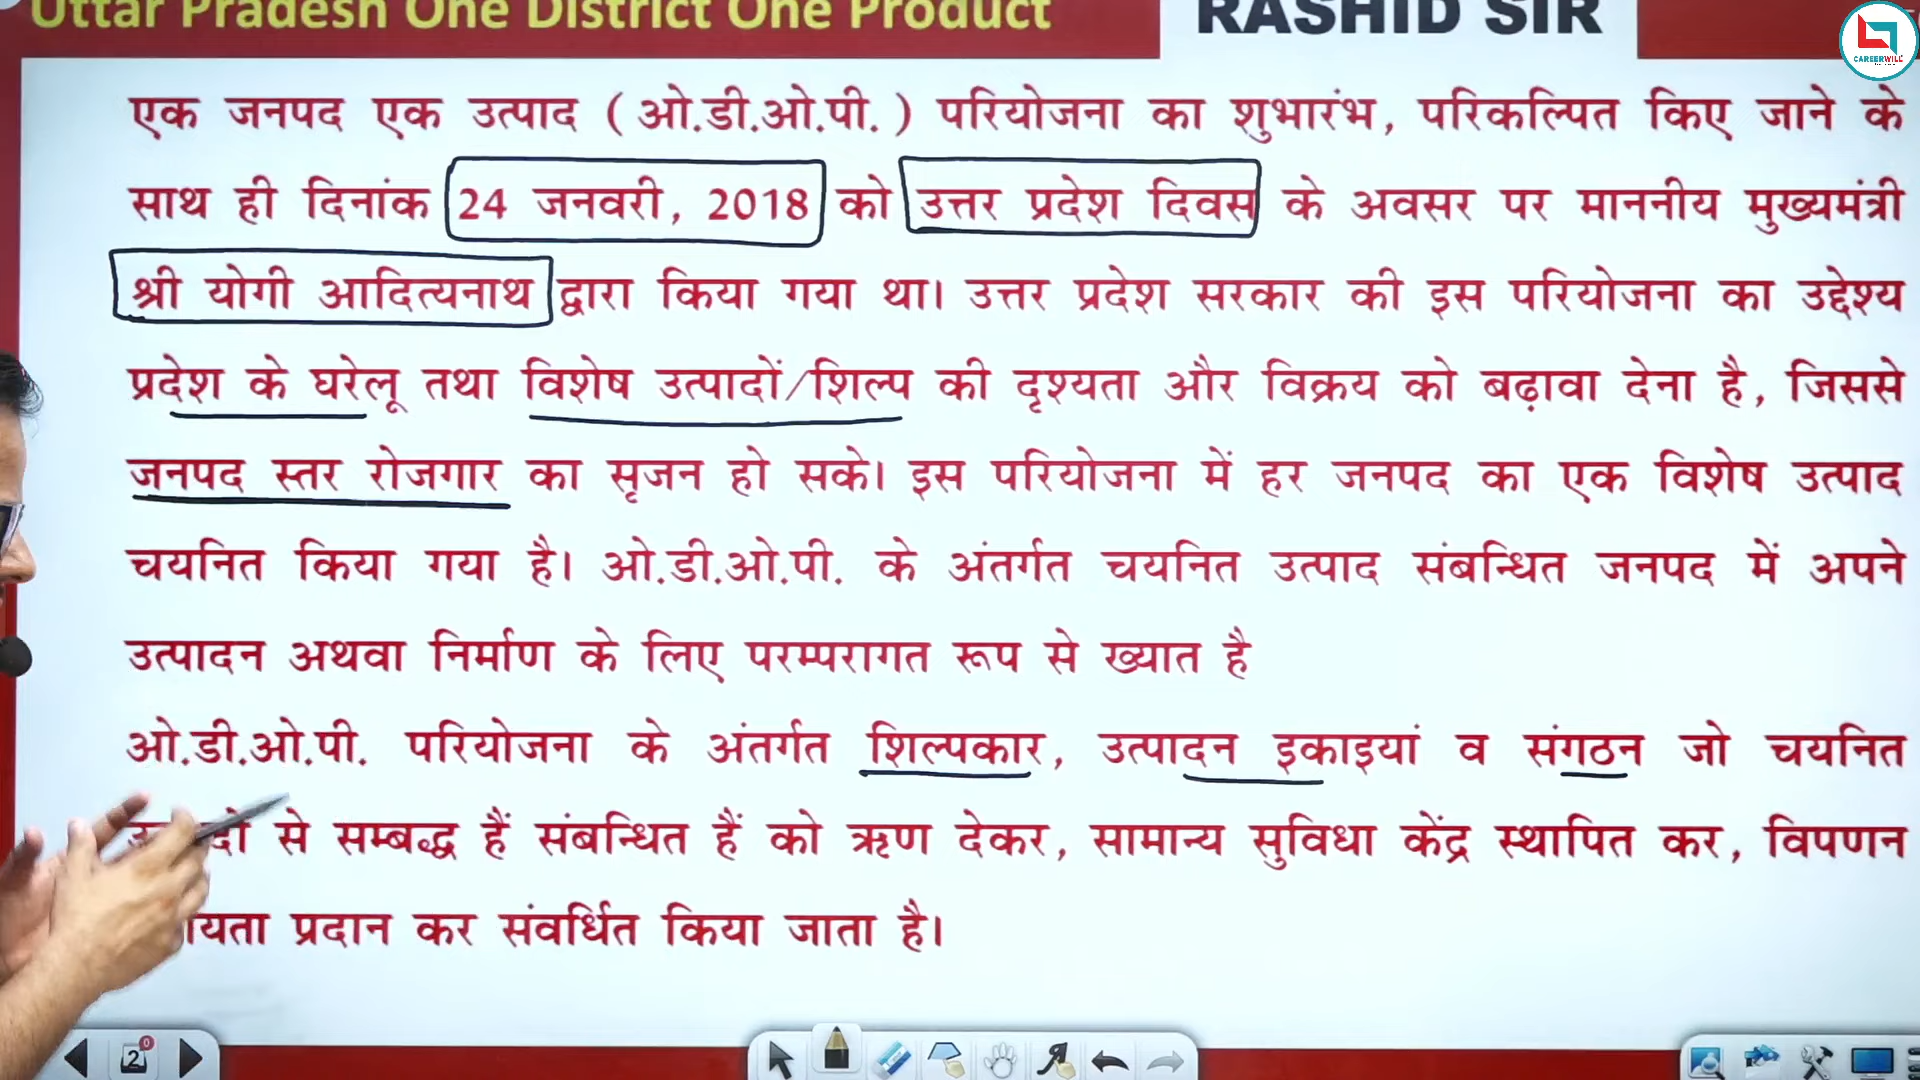 Uttar Pradesh One District One Product
RASHID SIR
CAREERWILL
एक जनपद एक उत्पाद ( ओ.डी.ओ.पी. ) परियोजना का शुभारंभ, परिकल्पित किए जाने के
साथ ही दिनांक 24 जनवरी, 2018 को उत्तर प्रदेश दिवस के अवसर पर माननीय मुख्यमंत्री
श्री योगी आदित्यनाथ द्वारा किया गया था। उत्तर प्रदेश सरकार की इस परियोजना का उद्देश्य
प्रदेश के घरेलू तथा विशेष उत्पादों/शिल्प की दृश्यता और विक्रय को बढ़ावा देना है, जिससे
जनपद स्तर रोजगार का सृजन हो सके। इस परियोजना में हर जनपद का एक विशेष उत्पाद
चयनित किया गया है। ओ.डी.ओ.पी. के अंतर्गत चयनित उत्पाद संबन्धित जनपद में अपने
उत्पादन अथवा निर्माण के लिए परम्परागत रूप से ख्यात है
ओ.डी.ओ.पी. परियोजना के अंतर्गत शिल्पकार, उत्पादन इकाइयां व संगठन जो चयनित
से सम्बद्ध हैं संबन्धित हैं को ऋण देकर, सामान्य सुविधा केंद्र स्थापित कर, विपणन
प्रदान कर संवर्धित किया जाता है।
2
0